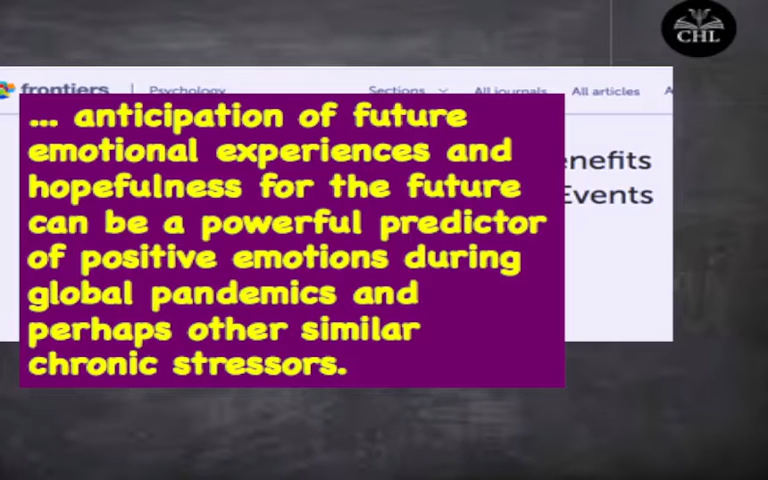 CHL
frontiers | Psychology Sections All journals All articles A
... anticipation of future
emotional experiences and
hopefulness for the future
can be a powerful predictor
of positive emotions during
global pandemics and
perhaps other similar
chronic stressors.
enefits
Events